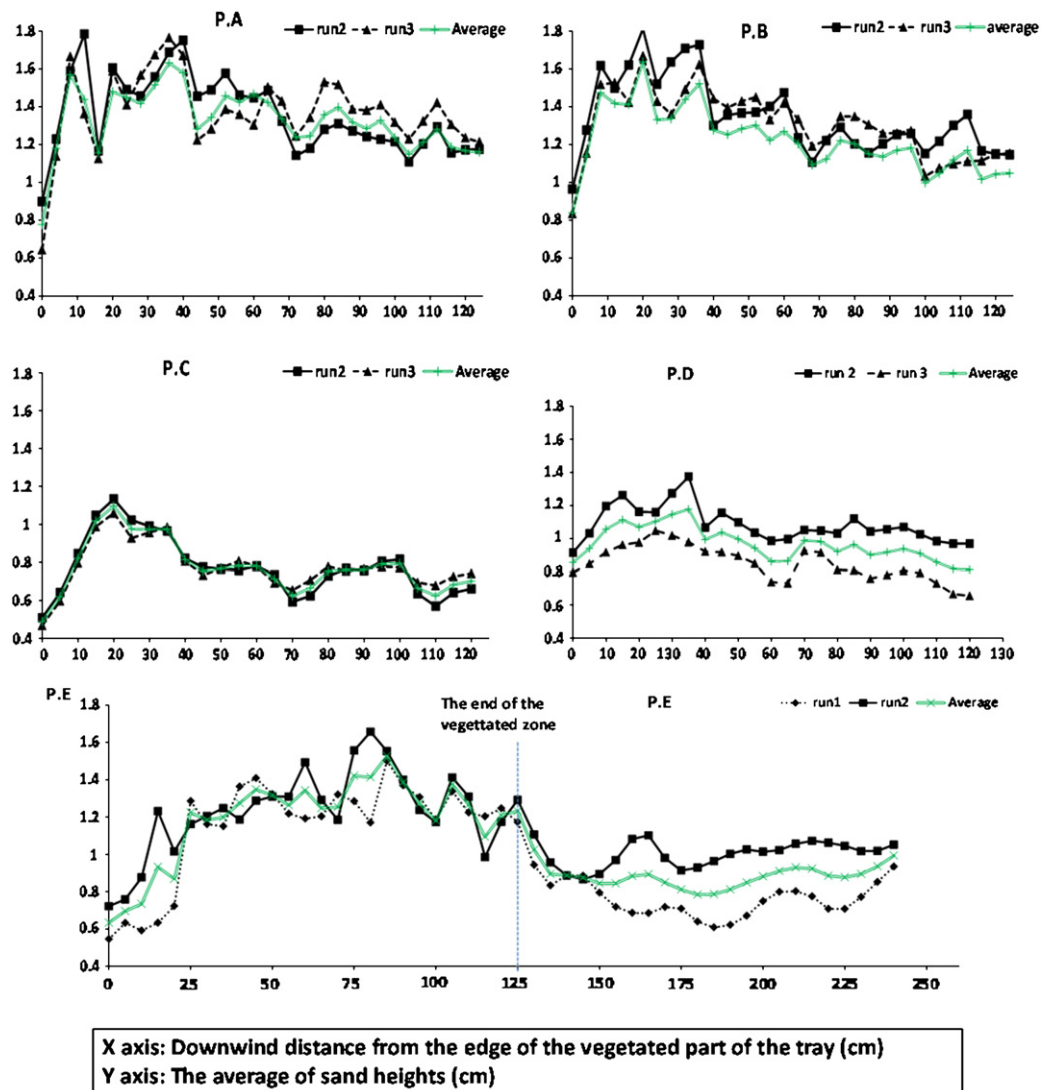 P.A
run2 run3 Average
1.8
1.6
1.4
1.2
1
0.8
0.6
0.4
0 10 20 30 40 50 60 70 80 90 100 110 120
P.B
run2 run3 average
1.8
1.6
1.4
1.2
1
0.8
0.6
0.4
0 10 20 30 40 50 60 70 80 90 100 110 120
P.C
run2 run3 Average
1.8
1.6
1.4
1.2
1
0.8
0.6
0.4
0 10 20 30 40 50 60 70 80 90 100 110 120
P.D
run 2 run 3 Average
1.8
1.6
1.4
1.2
1
0.8
0.6
0.4
0 10 20 130 40 50 60 70 80 90 100 110 120 130
P.E
The end of the
vegettated zone
P.E
run1 run2 Average
1.8
1.6
1.4
1.2
1
0.8
0.6
0.4
0 25 50 75 100 125 150 175 200 225 250
X axis: Downwind distance from the edge of the vegetated part of the tray (cm)
Y axis: The average of sand heights (cm)